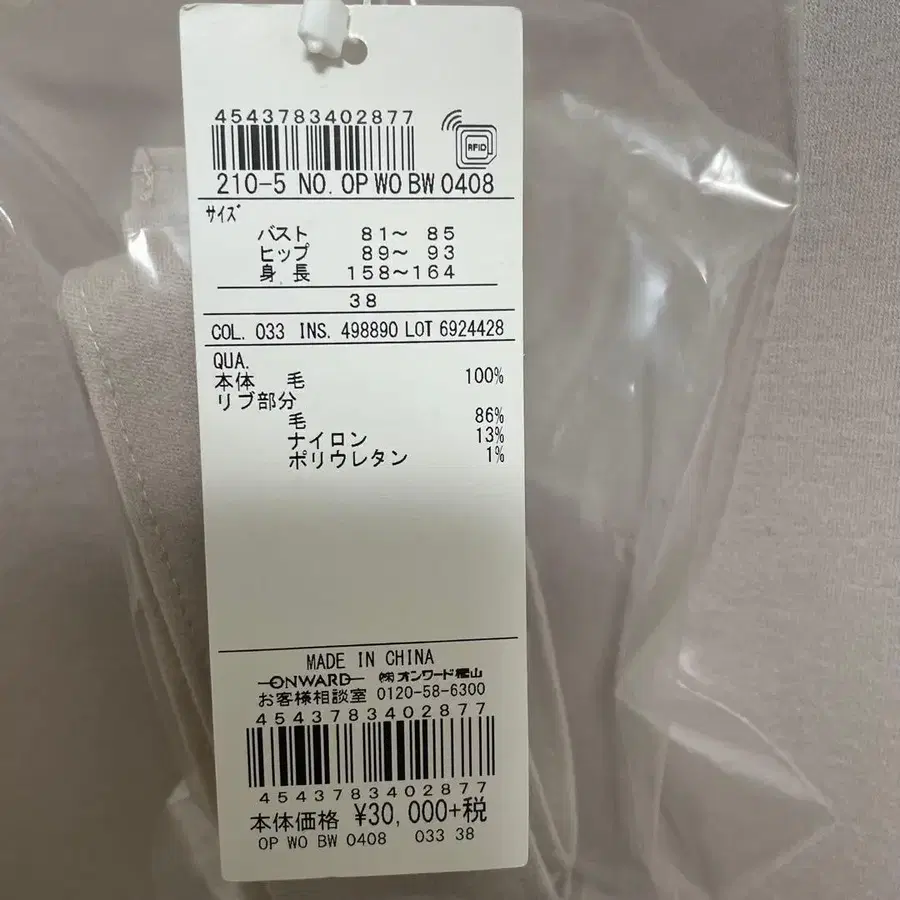 4543783402877
RFID
210-5 NO. OP WO BW 0408
サイズ
バスト 81～ 85
ヒップ 89～ 93
身 長 158～164
38
COL. 033 INS. 498890 LOT 6924428
QUA.
本体 毛 100%
リブ部分
毛 86%
ナイロン 13%
ポリウレタン 1%
MADE IN CHINA
ONWARD ㈱オンワード樫山
お客様相談室 0120-58-6300
4543783402877
4543783402877
本体価格 ¥30,000+税
OP WO BW 0408 033 38